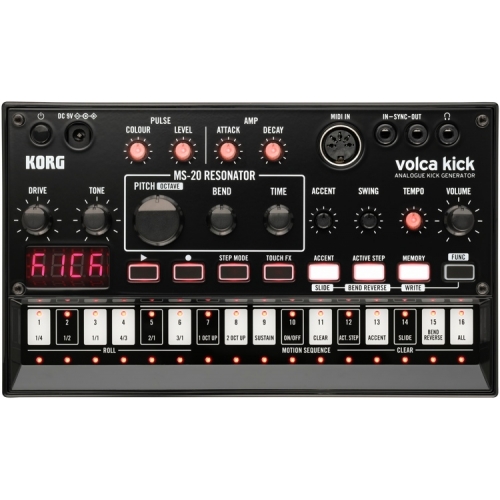 DC 9V
PULSE
AMP
MIDI IN
IN-SYNC-OUT
COLOUR
LEVEL
ATTACK
DECAY
KORG
volca kick
ANALOGUE KICK GENERATOR
MS-20 RESONATOR
DRIVE
TONE
PITCH OCTAVE
BEND
TIME
ACCENT
SWING
TEMPO
VOLUME
KICK
STEP MODE
TOUCH FX
ACCENT
ACTIVE STEP
MEMORY
FUNC
SLIDE
BEND REVERSE
WRITE
1 2 3 4 5 6 7 8 9 10 11 12 13 14 15 16
1/4 1/2 1/1 4/3 2/1 3/1 1 OCT UP 2 OCT UP SUSTAIN ON/OFF CLEAR ACT. STEP ACCENT SLIDE BEND REVERSE ALL
ROLL
MOTION SEQUENCE
CLEAR